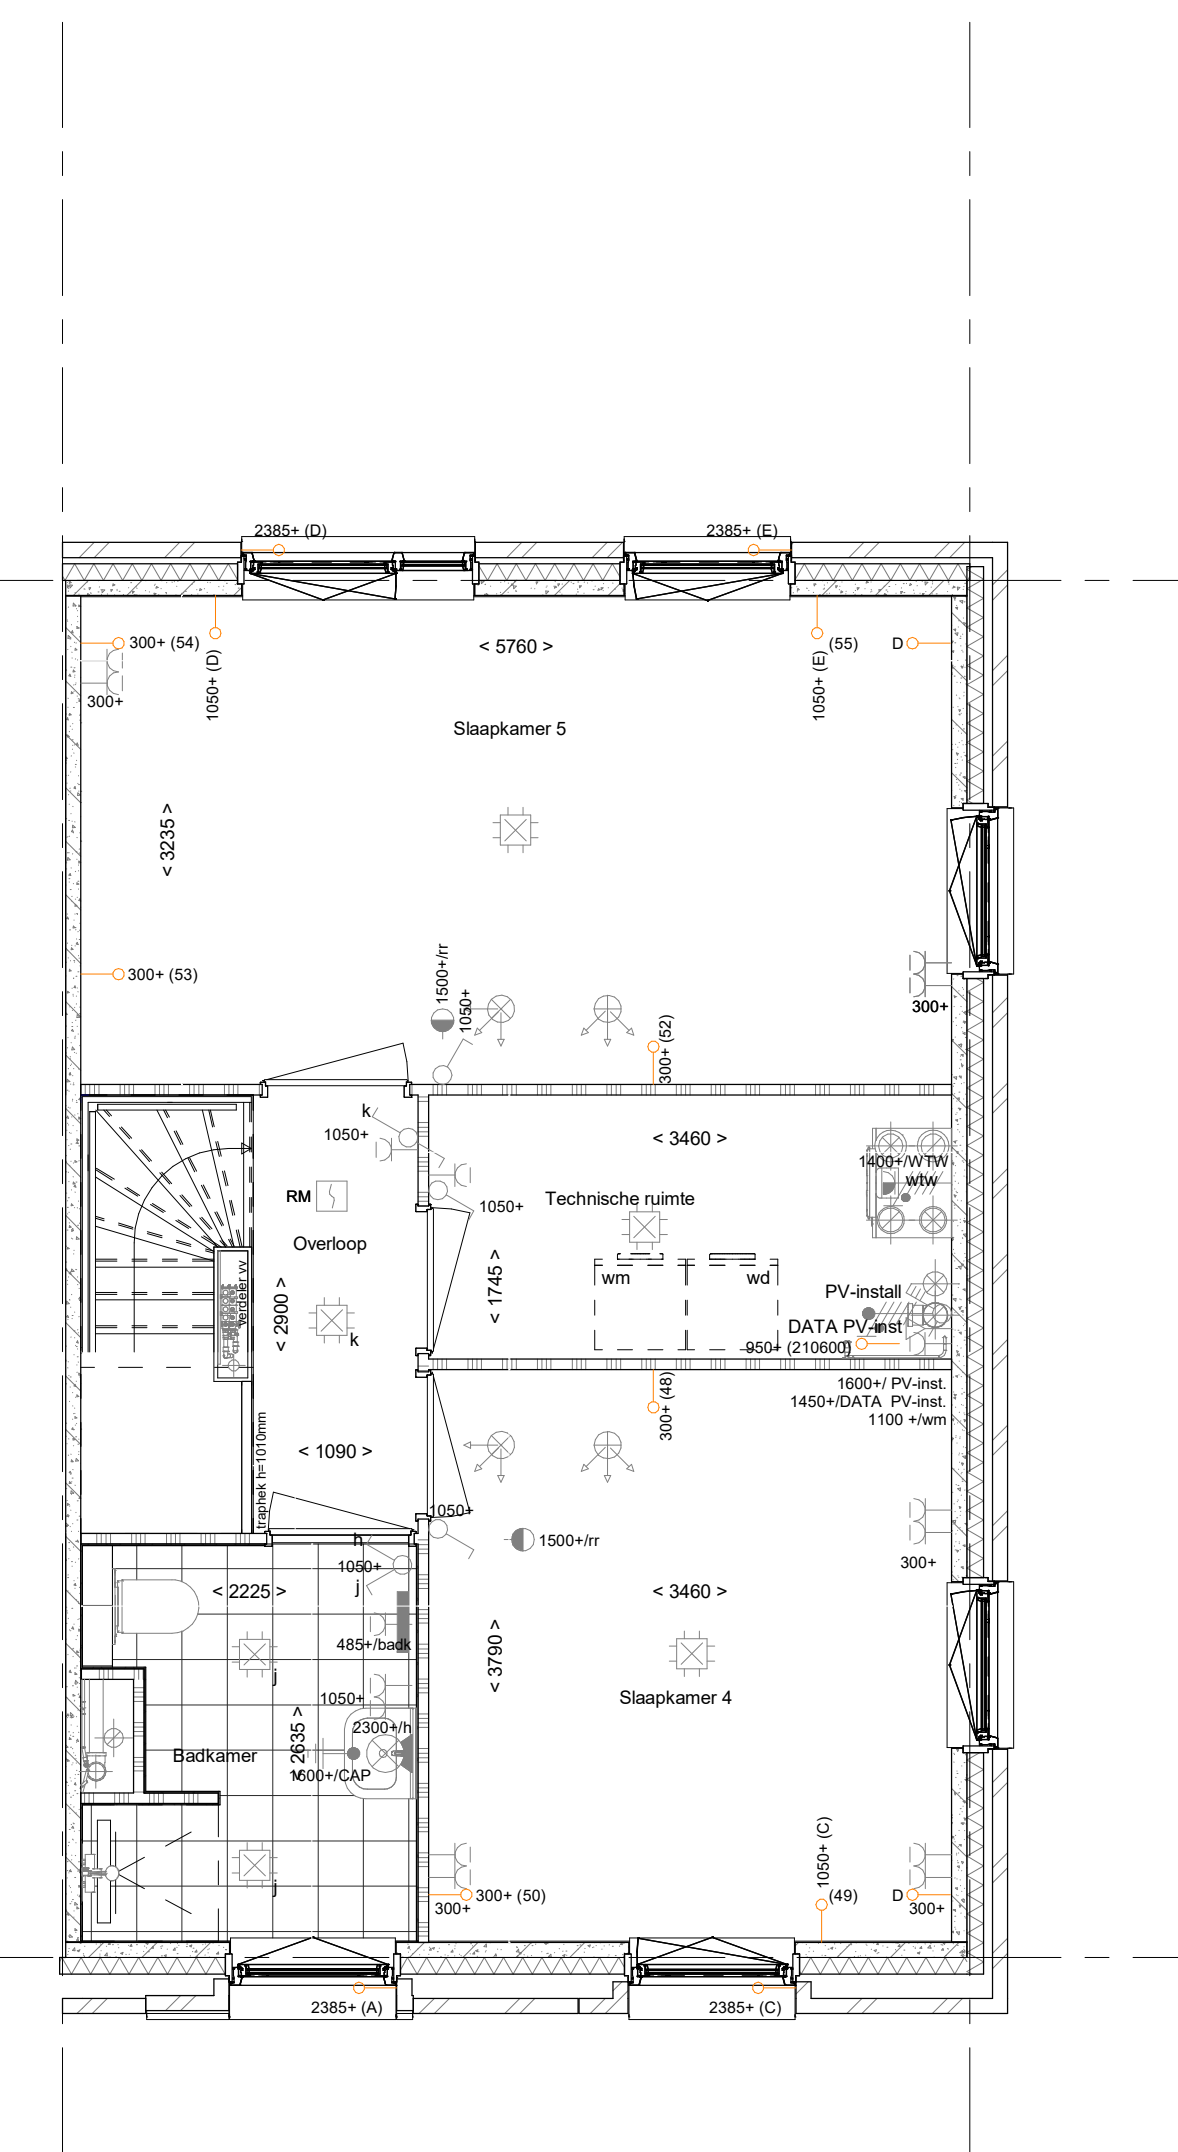 2385+ (D)
2385+ (E)
300+ (54)
1050+ (D)
< 5760 >
1050+ (E)
(55)
D
300+
Slaapkamer 5
< 3235 >
300+ (53)
1500+/rr
1050+
300+ (52)
300+
k
1050+
< 3460 >
1400+/WTW
wtw
RM
1050+
Technische ruimte
Overloop
verdeler vv
< 2900 >
< 1745 >
wm
wd
PV-install
DATA PV-inst
950+ (210600)
k
300+ (48)
1600+/ PV-inst.
1450+/DATA PV-inst.
1100 +/wm
traphek h=1010mm
< 1090 >
1050+
h
1500+/rr
1050+
300+
j
< 2225 >
< 3460 >
485+/badk
< 3790 >
j
1050+
Slaapkamer 4
2300+/h
Badkamer
< 2635 >
1600+/CAP
1050+ (C)
j
300+ (50)
300+
(49)
D
300+
2385+ (A)
2385+ (C)